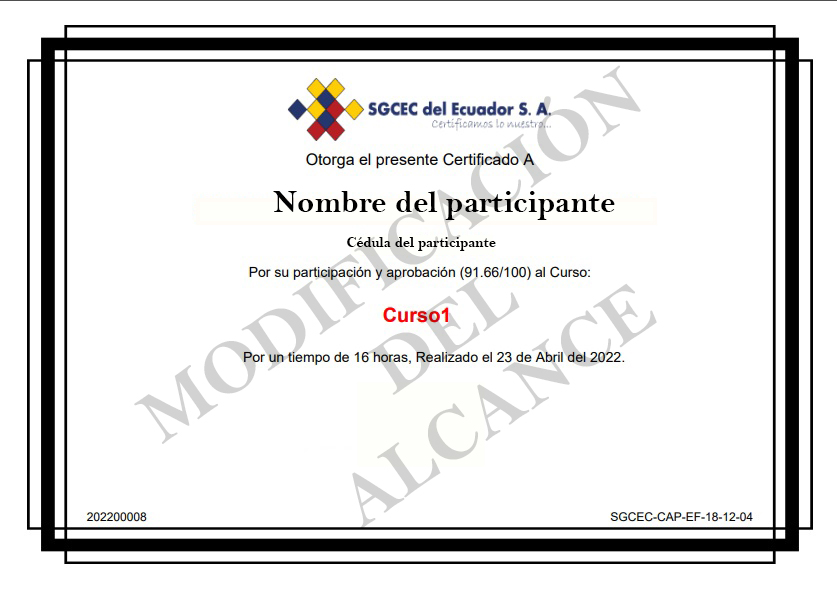 SGCEC del Ecuador S. A.
Certificamos lo nuestro...
Otorga el presente Certificado A
Nombre del participante
Cédula del participante
Por su participación y aprobación (91.66/100) al Curso:
Curso1
Por un tiempo de 16 horas, Realizado el 23 de Abril del 2022.
MODIFICACIÓN
DEL
ALCANCE
202200008
SGCEC-CAP-EF-18-12-04